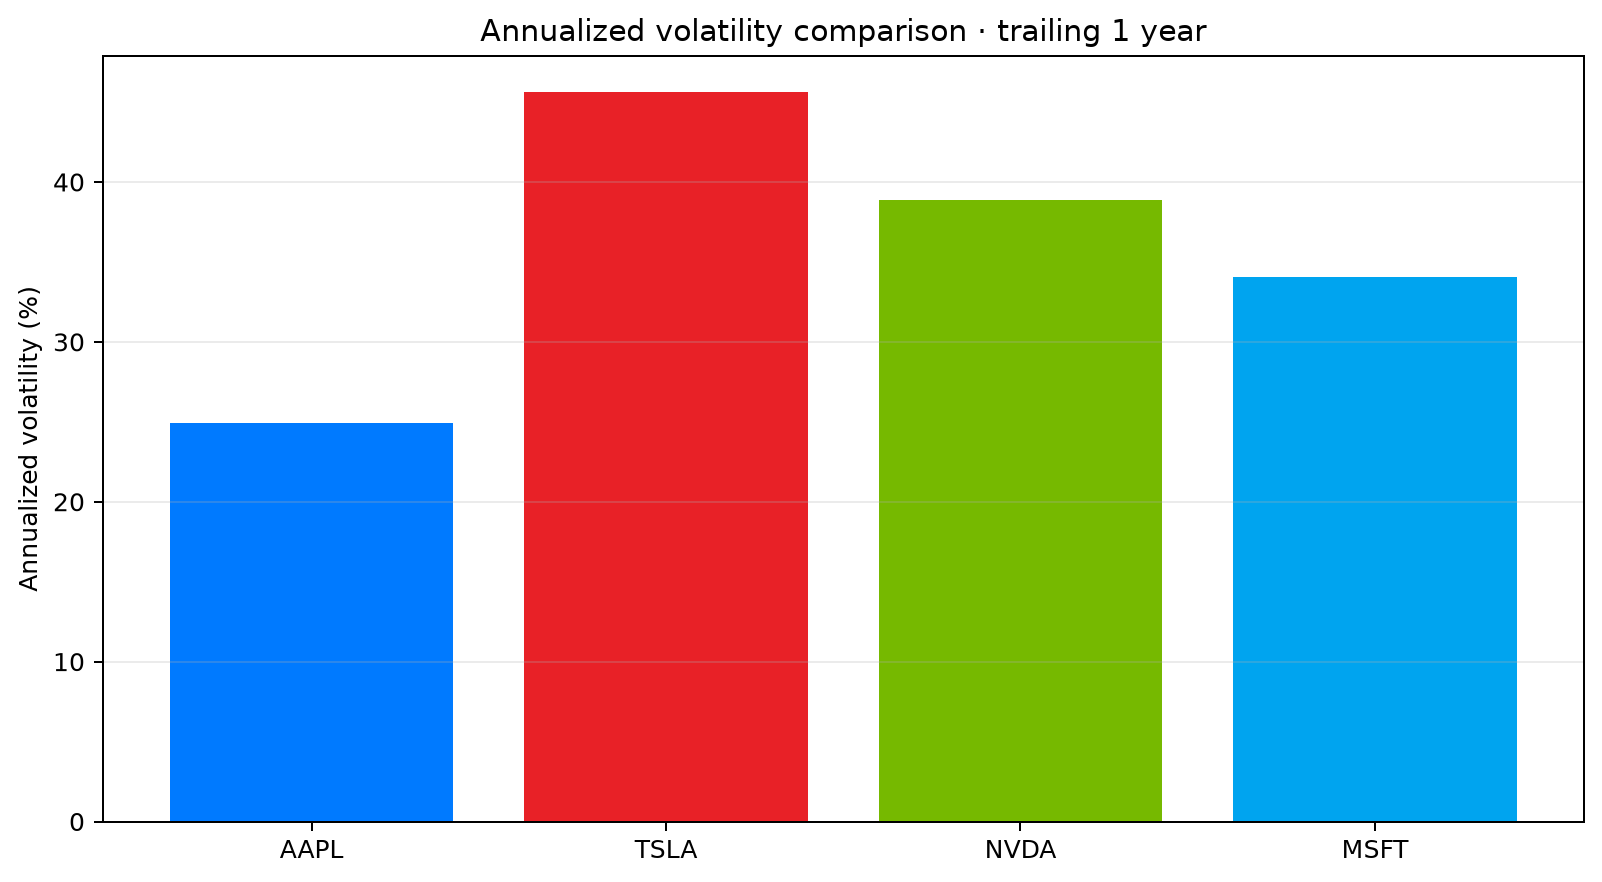 Annualized volatility comparison · trailing 1 year
Annualized volatility (%)
40
30
20
10
0
AAPL TSLA NVDA MSFT